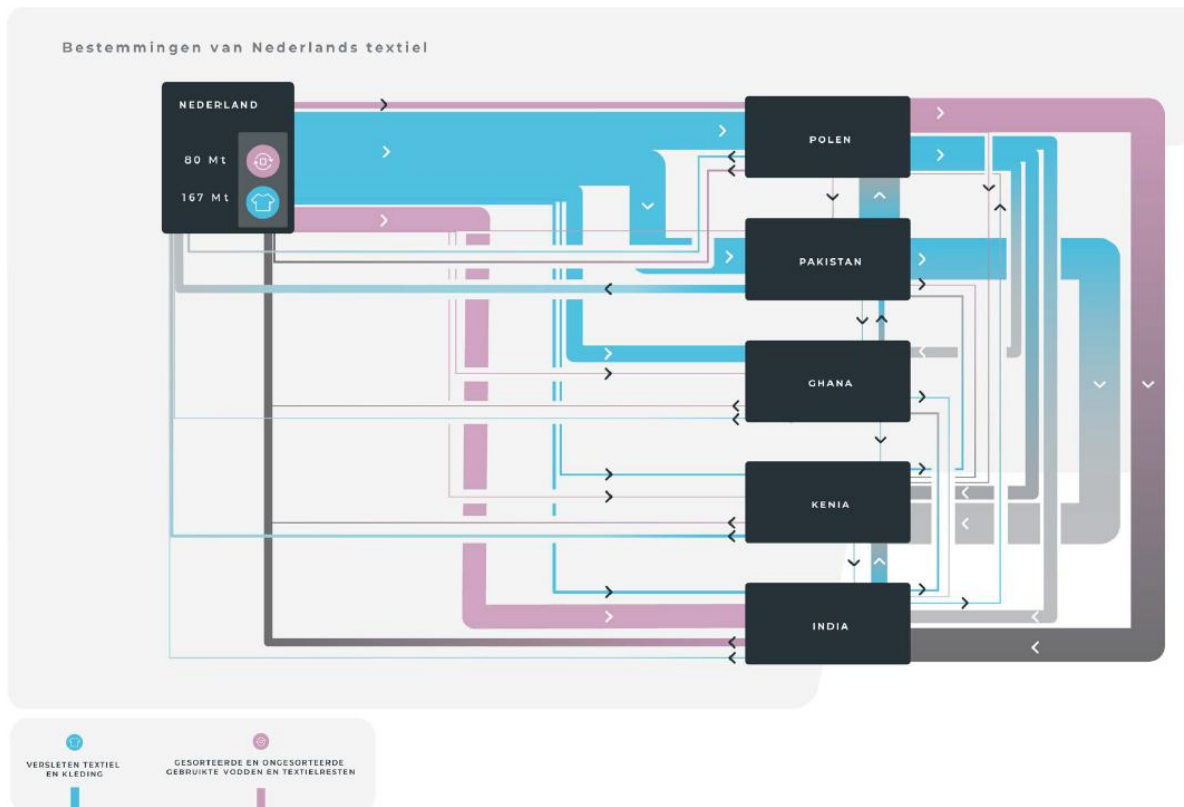 Bestemmingen van Nederlands textiel
NEDERLAND
80 Mt
167 Mt
POLEN
PAKISTAN
GHANA
KENIA
INDIA
VERSLETEN TEXTIEL
EN KLEDING
GESORTEERDE EN ONGESORTEERDE
GEBRUIKTE VODDEN EN TEXTIELRESTEN